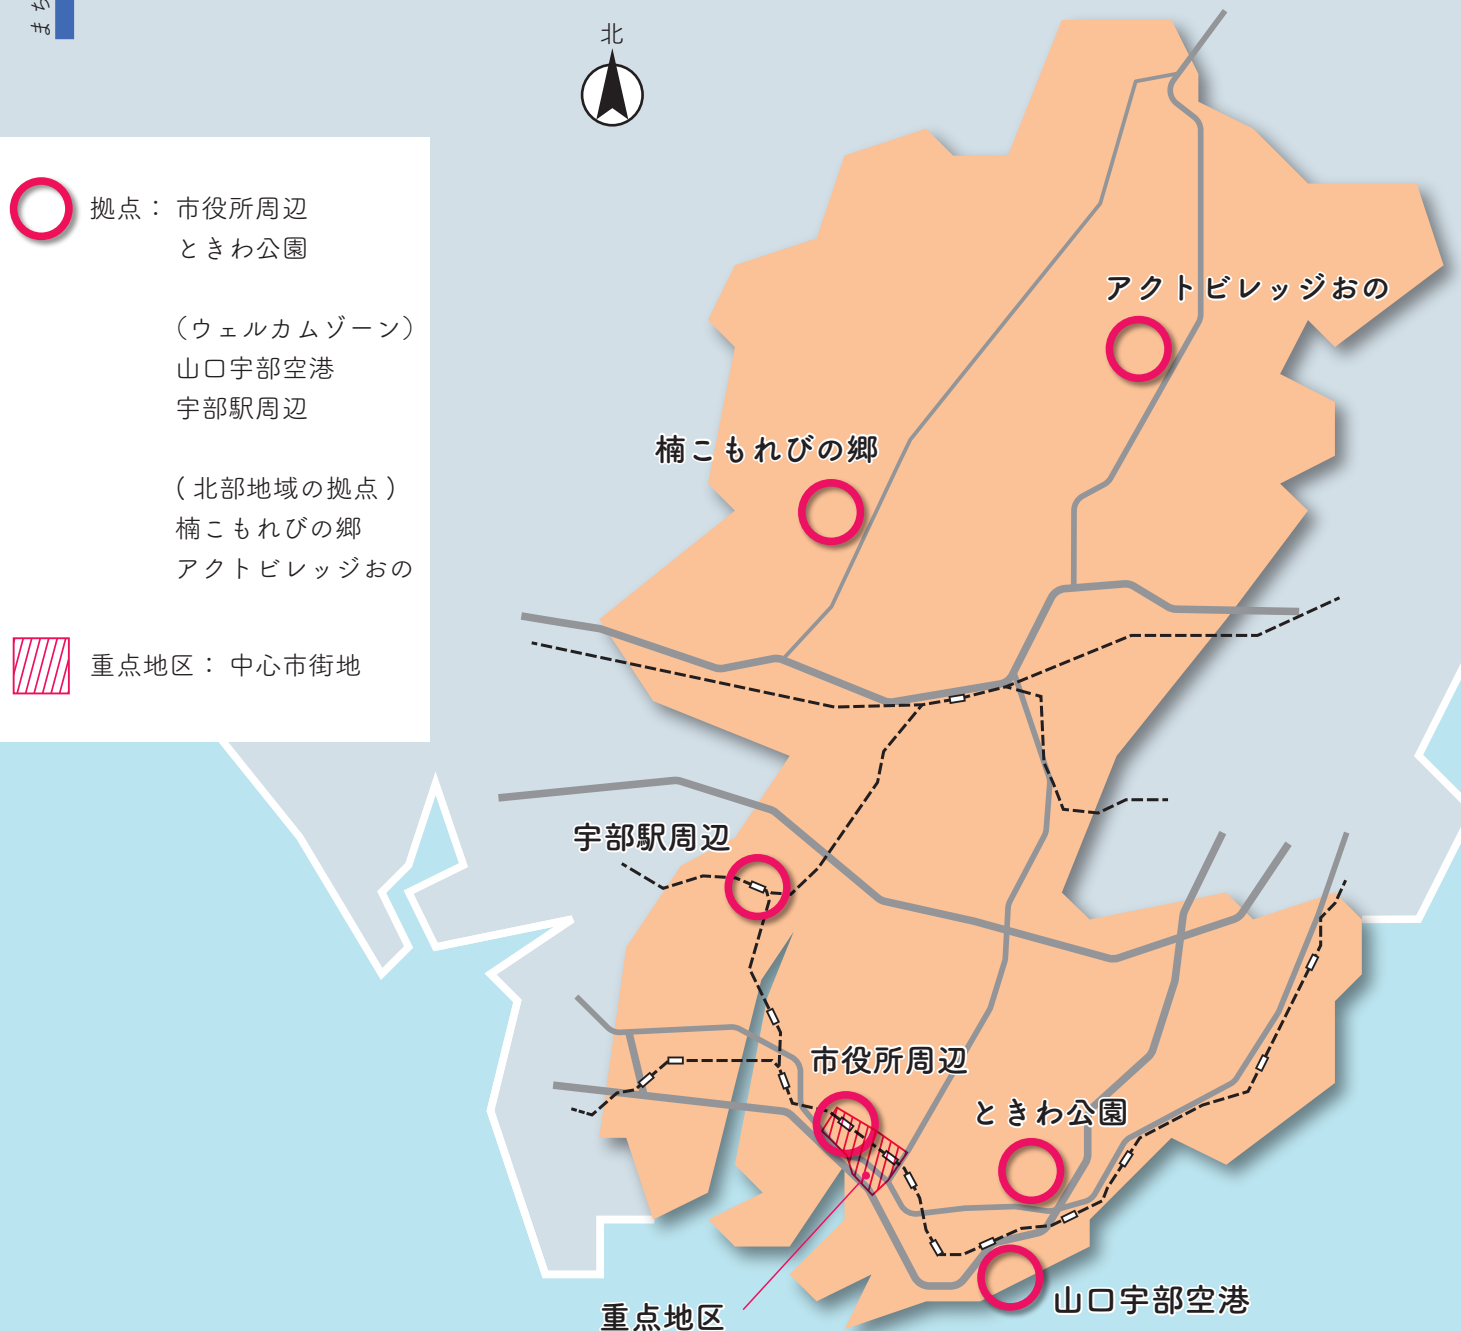 まち
北
拠点： 市役所周辺
ときわ公園
（ウェルカムゾーン）
山口宇部空港
宇部駅周辺
( 北部地域の拠点 )
楠こもれびの郷
アクトビレッジおの
重点地区： 中心市街地
アクトビレッジおの
楠こもれびの郷
宇部駅周辺
市役所周辺
ときわ公園
山口宇部空港
重点地区